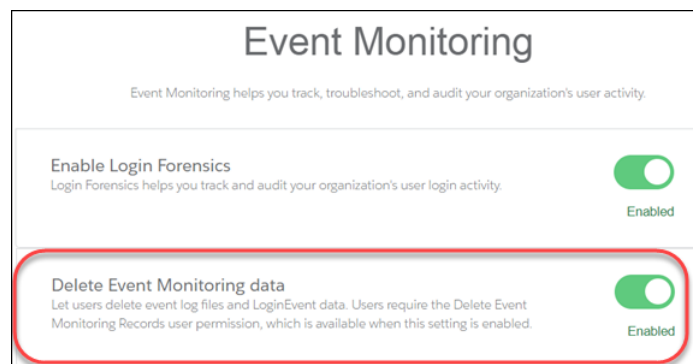 Event Monitoring
Event Monitoring helps you track, troubleshoot, and audit your organization's user activity.
Enable Login Forensics
Login Forensics helps you track and audit your organization's user login activity.
Enabled
Delete Event Monitoring data
Let users delete event log files and LoginEvent data. Users require the Delete Event
Monitoring Records user permission, which is available when this setting is enabled.
Enabled